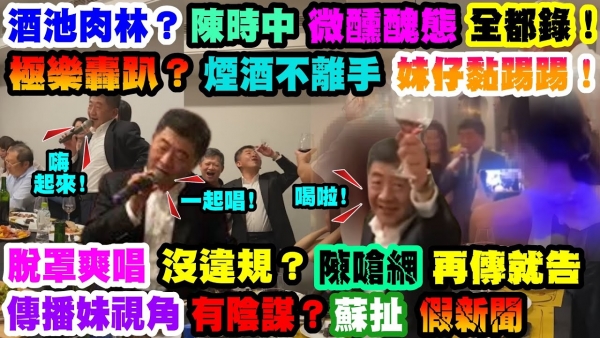 酒池肉林？陳時中 微醺醜態 全都錄！
極樂轟趴？煙酒不離手 妹仔黏踢踢！
嗨起來！
一起唱！
喝啦！
脫罩爽唱 沒違規？陳嗆網 再傳就告
傳播妹視角 有陰謀？蘇扯 假新聞